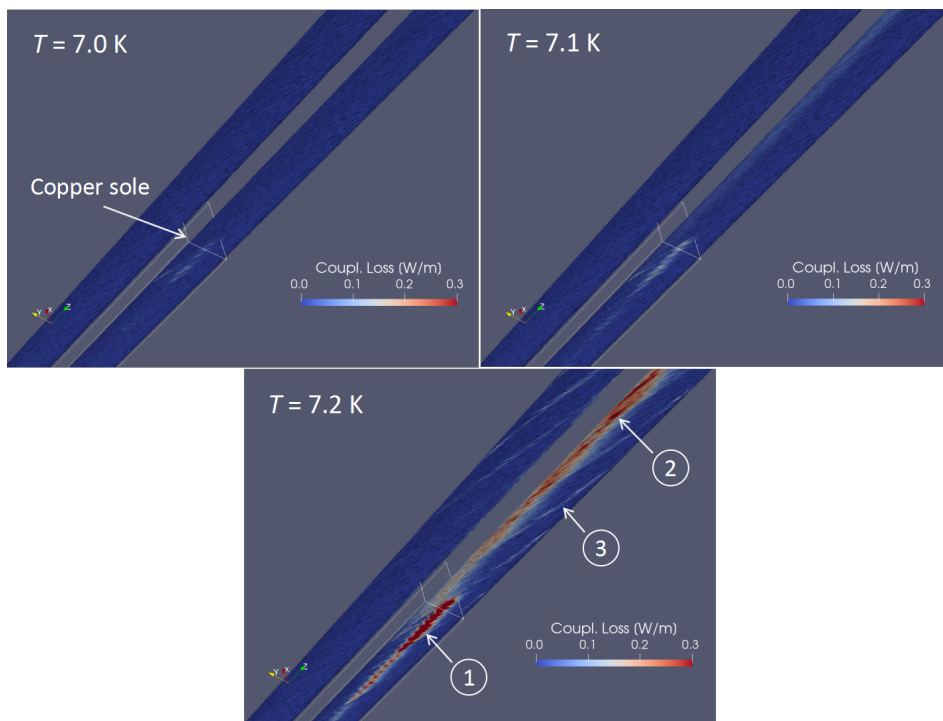 T = 7.0 K
Copper sole
Coupl. Loss [W/m]
0.0 0.1 0.2 0.3
Y X Z
T = 7.1 K
Coupl. Loss [W/m]
0.0 0.1 0.2 0.3
Y X Z
T = 7.2 K
2
3
Coupl. Loss [W/m]
0.0 0.1 0.2 0.3
1
Y X Z